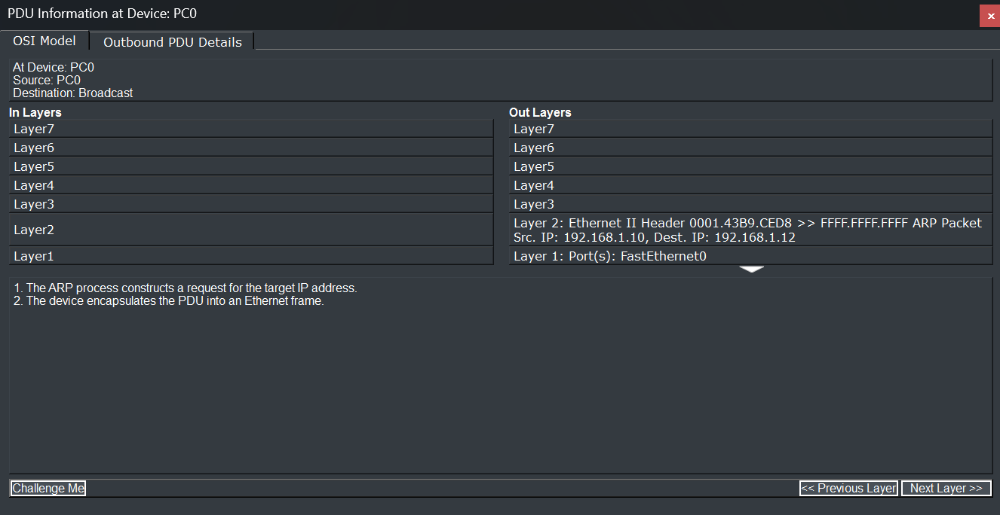 PDU Information at Device: PC0
x
OSI Model
Outbound PDU Details
At Device: PC0
Source: PC0
Destination: Broadcast
In Layers
Layer7
Layer6
Layer5
Layer4
Layer3
Layer2
Layer1
Out Layers
Layer7
Layer6
Layer5
Layer4
Layer3
Layer 2: Ethernet II Header 0001.43B9.CED8 >> FFFF.FFFF.FFFF ARP Packet
Src. IP: 192.168.1.10, Dest. IP: 192.168.1.12
Layer 1: Port(s): FastEthernet0
1. The ARP process constructs a request for the target IP address.
2. The device encapsulates the PDU into an Ethernet frame.
Challenge Me
<< Previous Layer
Next Layer >>